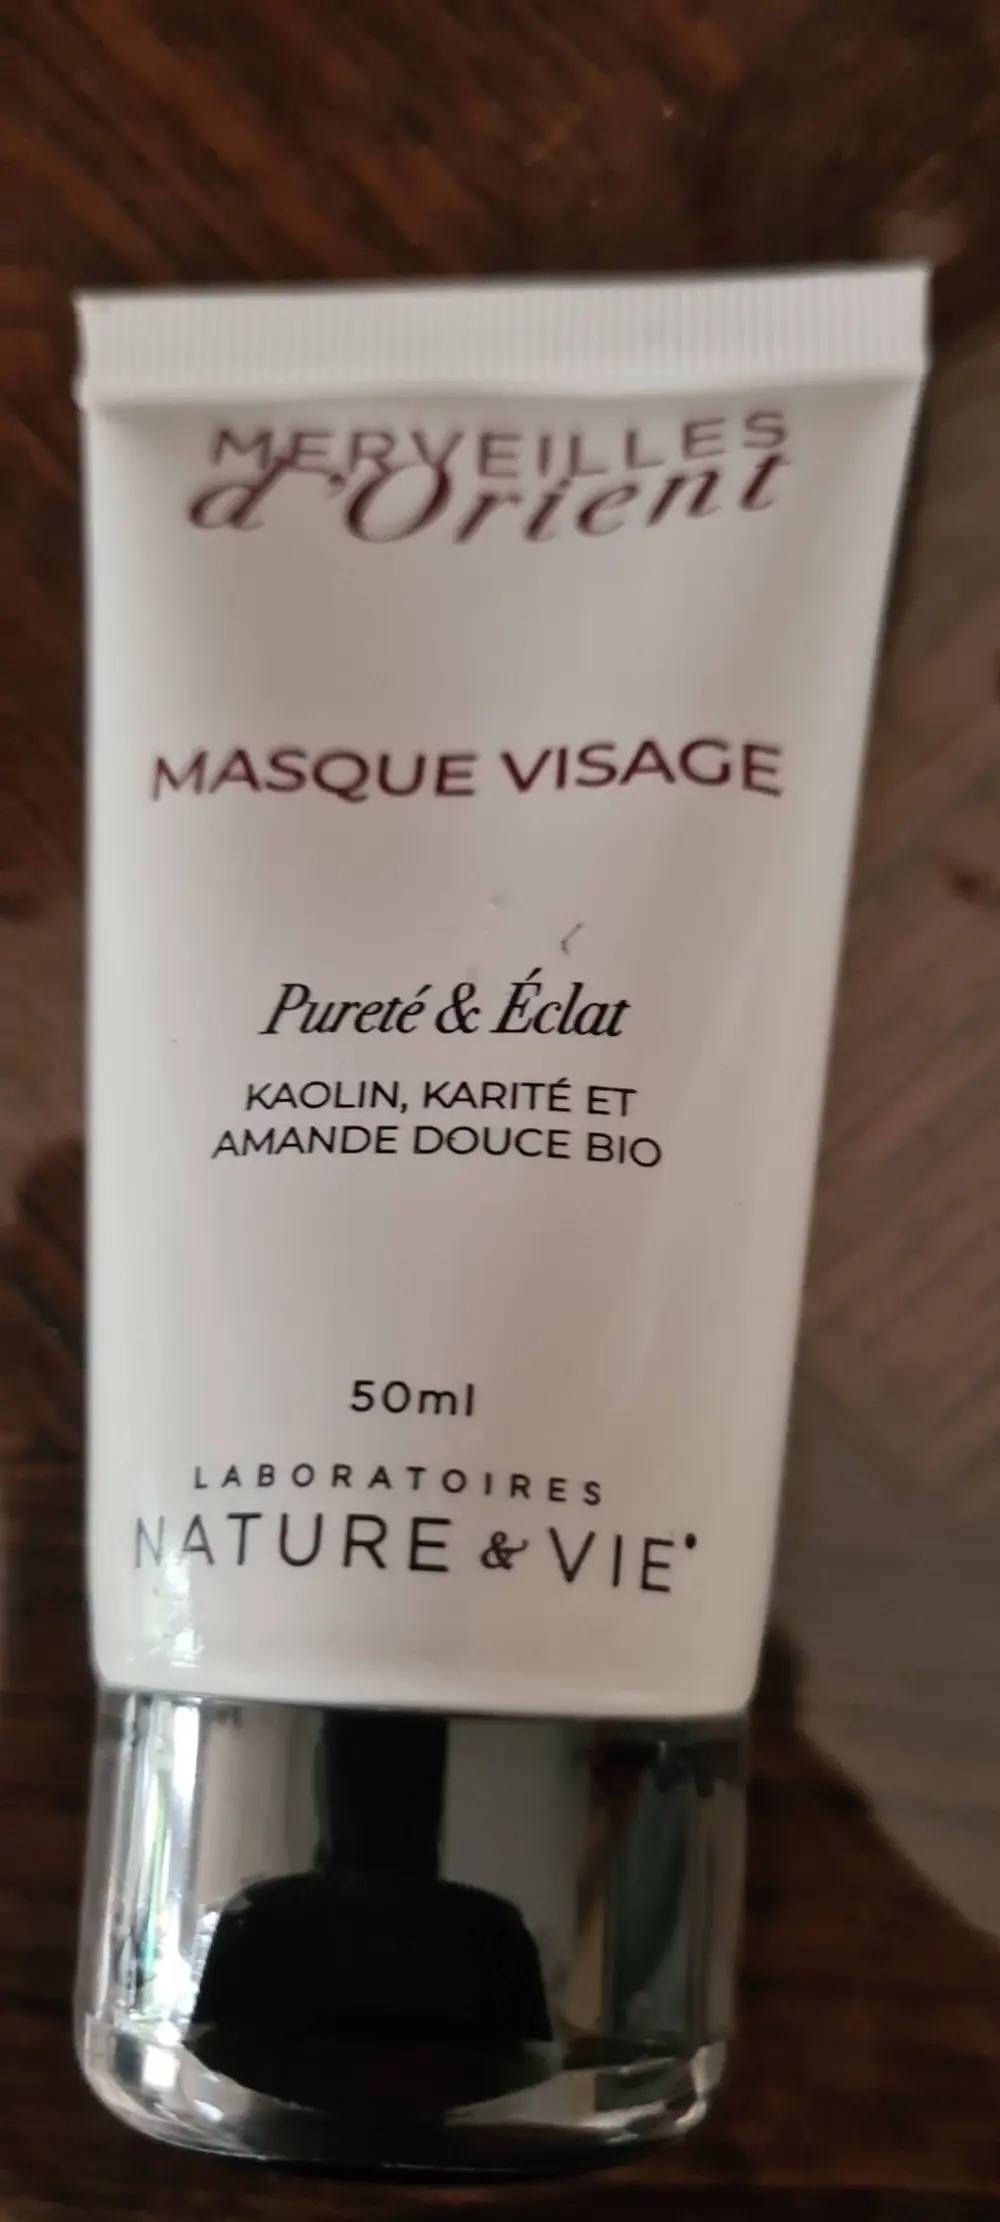 MERVEILLES
d'Orient
MASQUE VISAGE
Pureté & Éclat
KAOLIN, KARITÉ ET
AMANDE DOUCE BIO
50ml
LABORATOIRES
NATURE & VIE